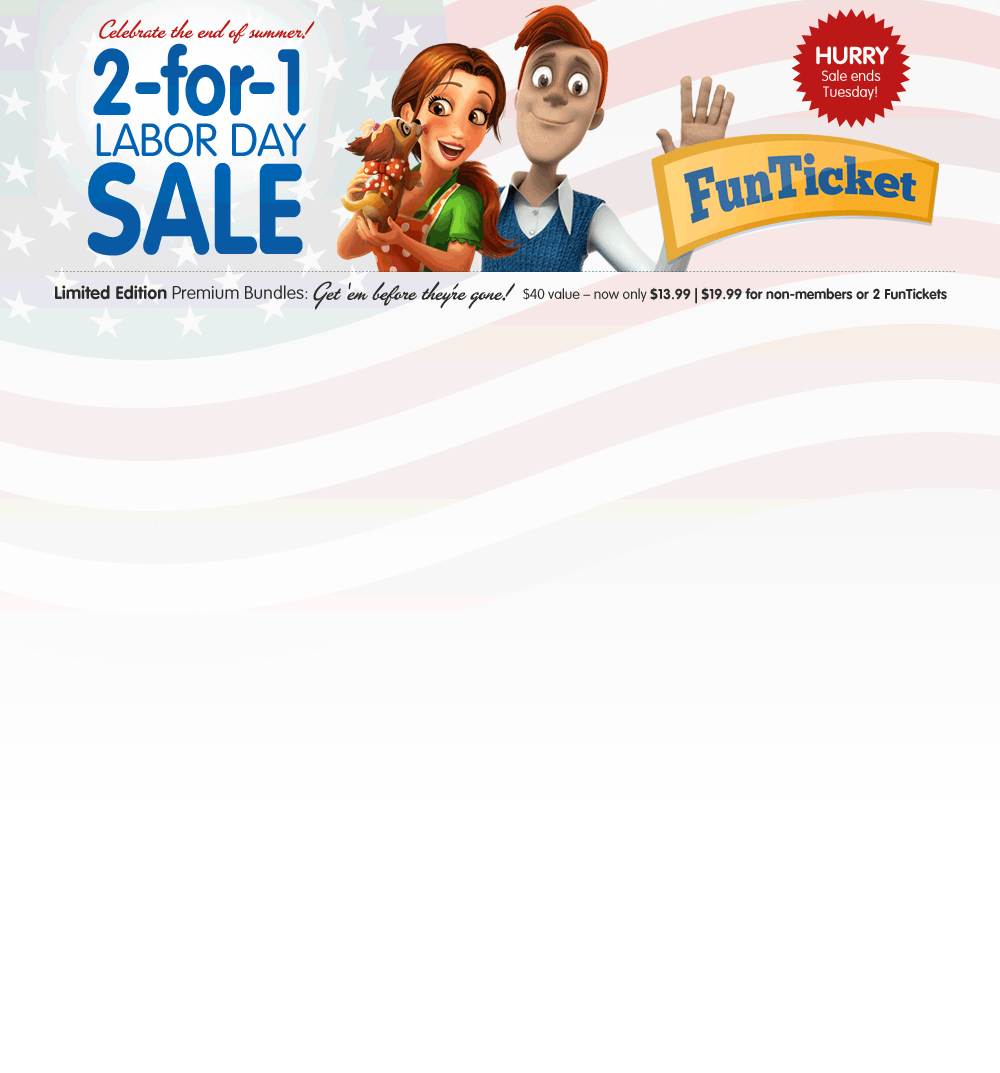 Celebrate the end of summer!
2-for-1
LABOR DAY
SALE
HURRY
Sale ends
Tuesday!
FunTicket
Limited Edition Premium Bundles: Get 'em before they're gone! $40 value – now only $13.99 | $19.99 for non-members or 2 FunTickets